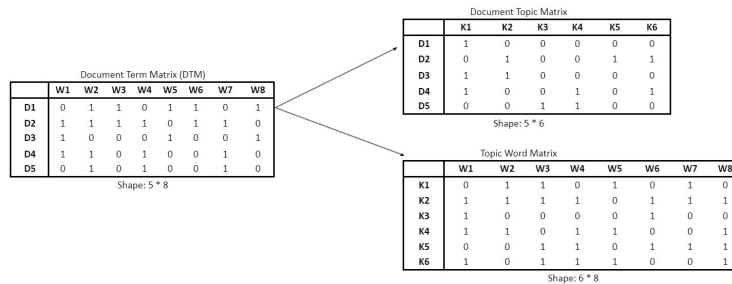 Document Term Matrix (DTM)
W1 W2 W3 W4 W5 W6 W7 W8
D1 0 1 1 0 1 1 0 1
D2 1 1 1 1 0 1 1 0
D3 1 0 0 0 1 0 0 1
D4 1 1 0 1 0 0 1 0
D5 0 1 0 1 0 0 1 0
Shape: 5 * 8
Document Topic Matrix
K1 K2 K3 K4 K5 K6
D1 1 0 0 0 0 0
D2 0 1 0 0 1 1
D3 1 1 0 0 0 0
D4 1 0 0 1 0 1
D5 0 0 1 1 0 0
Shape: 5 * 6
Topic Word Matrix
W1 W2 W3 W4 W5 W6 W7 W8
K1 0 1 1 0 1 0 1 0
K2 1 1 1 1 0 1 1 1
K3 1 0 0 0 0 1 0 0
K4 1 1 0 1 1 0 0 1
K5 0 0 1 1 0 1 1 1
K6 1 0 1 1 1 0 0 1
Shape: 6 * 8